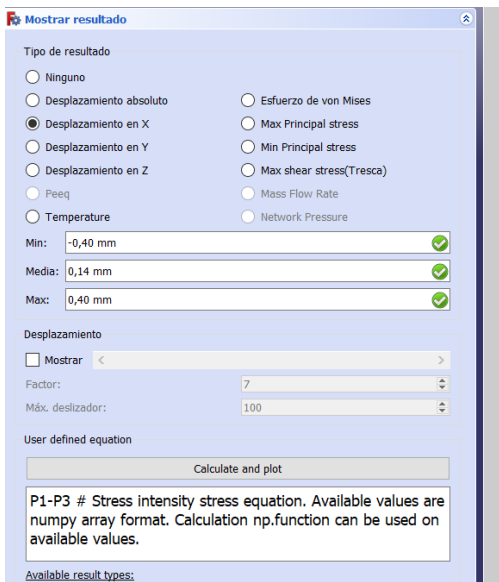 Mostrar resultado
Tipo de resultado
Ninguno
Desplazamiento absoluto
Esfuerzo de von Mises
Desplazamiento en X
Max Principal stress
Desplazamiento en Y
Min Principal stress
Desplazamiento en Z
Max shear stress(Tresca)
Peeq
Mass Flow Rate
Temperature
Network Pressure
Min: -0,40 mm
Media: 0,14 mm
Max: 0,40 mm
Desplazamiento
Mostrar
Factor: 7
Máx. deslizador: 100
User defined equation
Calculate and plot
P1-P3 # Stress intensity stress equation. Available values are
numpy array format. Calculation np.function can be used on
available values.
Available result types: